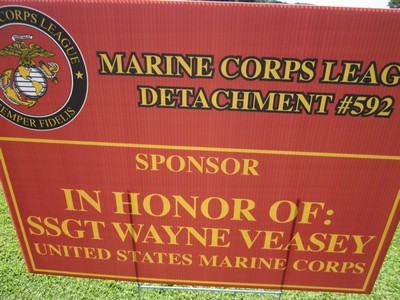 CORPS LEAGUE
SEMPER FIDELIS
MARINE CORPS LEAG
DETACHMENT #592
SPONSOR
IN HONOR OF:
SSGT WAYNE VEASEY
UNITED STATES MARINE CORPS